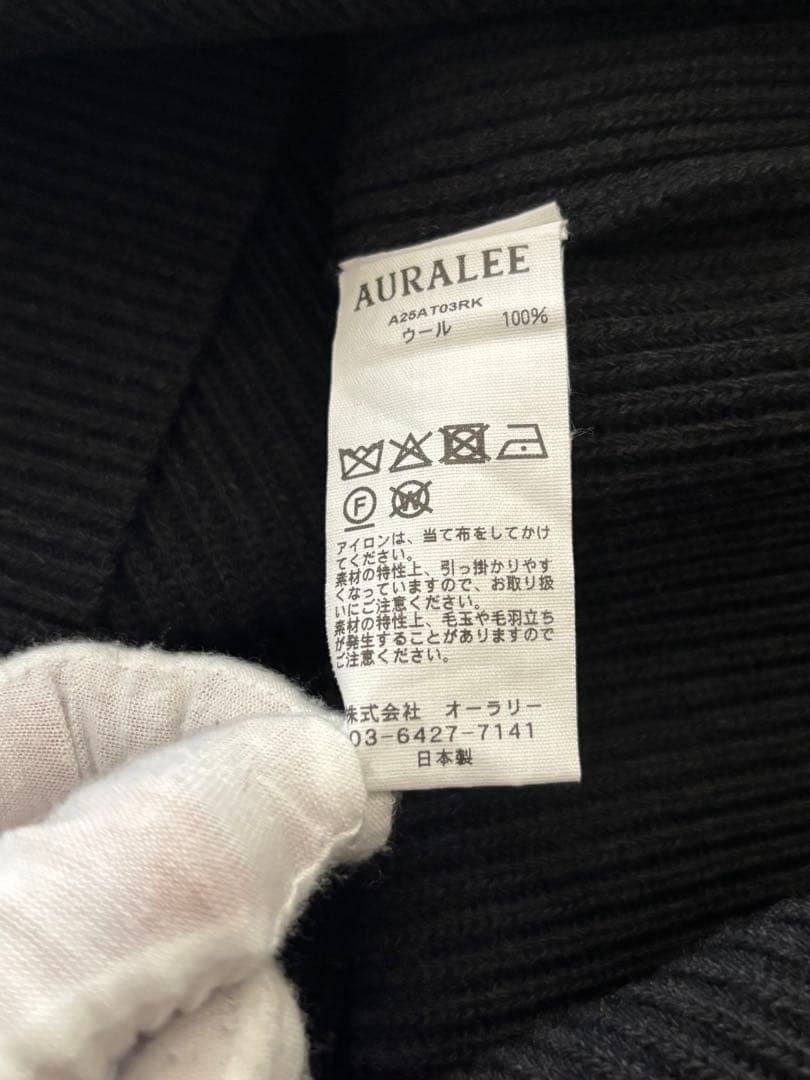 AURALEE
A25AT03RK
ウール 100%
F W
アイロンは、当て布をしてかけ
てください。
素材の特性上、引っ掛かりやす
くなっていますので、お取り扱
いにご注意ください。
素材の特性上、毛玉や毛羽立ち
が発生することがありますので
ご注意ください。
株式会社 オーラリー
03-6427-7141
日本製